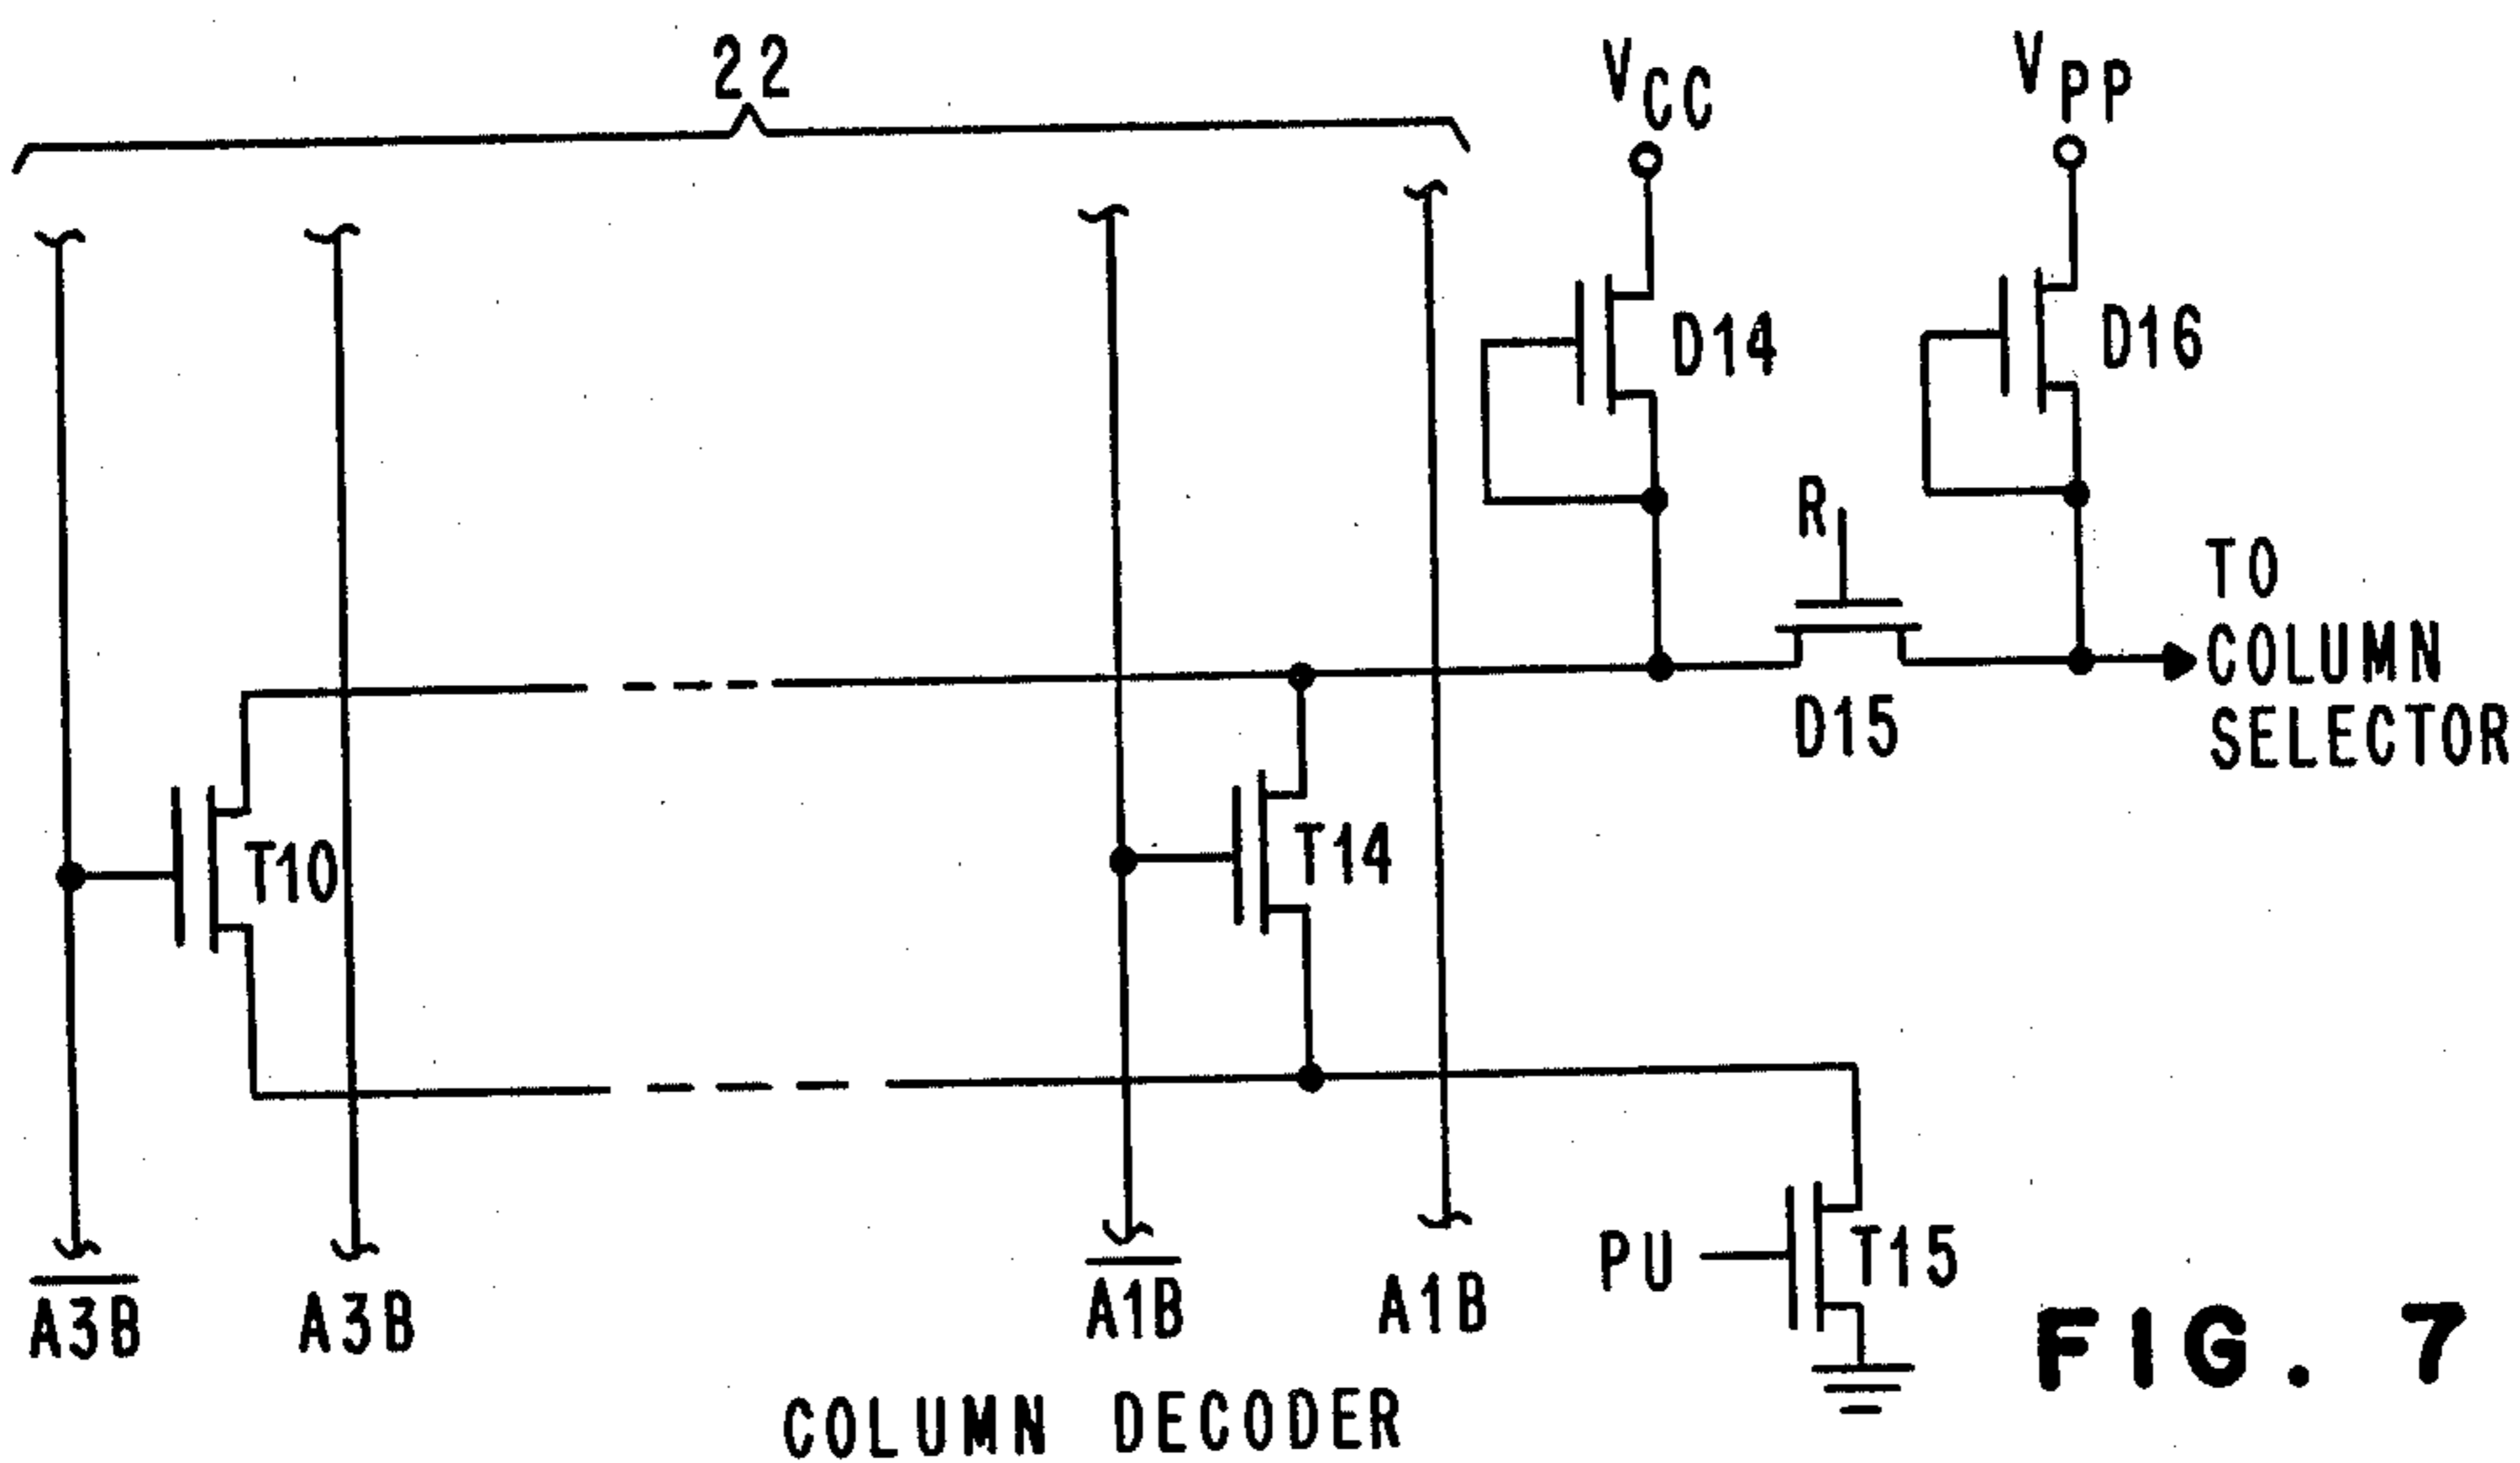 22
VCC
VPP
D14
D16
R
TO
COLUMN
SELECTOR
D15
T10
T14
PU
T15
A3B
A3B
A1B
A1B
COLUMN DECODER
FIG. 7